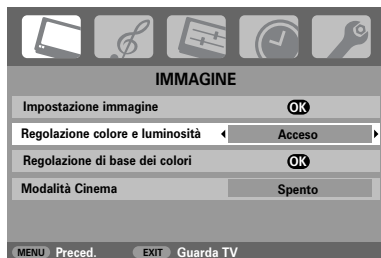 IMMAGINE
Impostazione immagine OK
Regolazione colore e luminosità Acceso
Regolazione di base dei colori OK
Modalità Cinema Spento
MENU Preced. EXIT Guarda TV